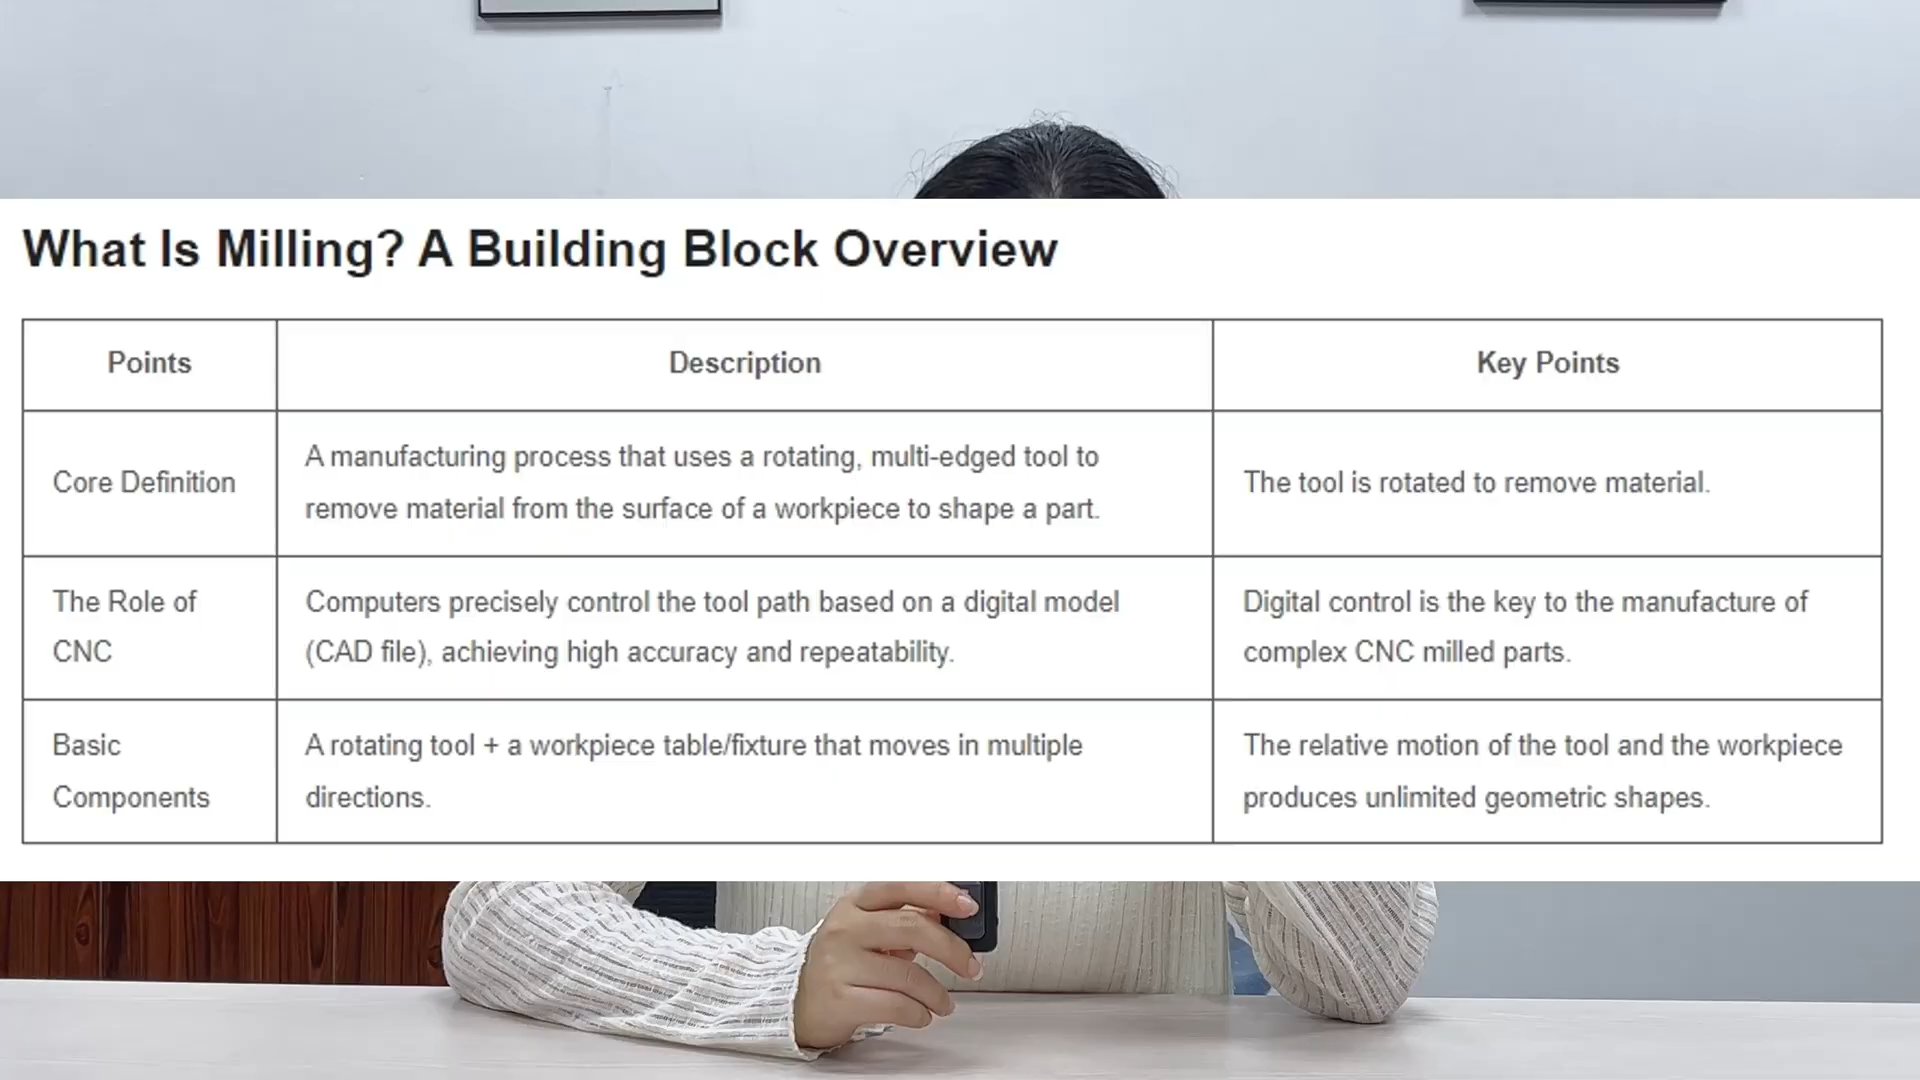 What Is Milling? A Building Block Overview
Points
Description
Key Points
Core Definition
A manufacturing process that uses a rotating, multi-edged tool to
remove material from the surface of a workpiece to shape a part.
The tool is rotated to remove material.
The Role of
CNC
Computers precisely control the tool path based on a digital model
(CAD file), achieving high accuracy and repeatability.
Digital control is the key to the manufacture of
complex CNC milled parts.
Basic
Components
A rotating tool + a workpiece table/fixture that moves in multiple
directions.
The relative motion of the tool and the workpiece
produces unlimited geometric shapes.